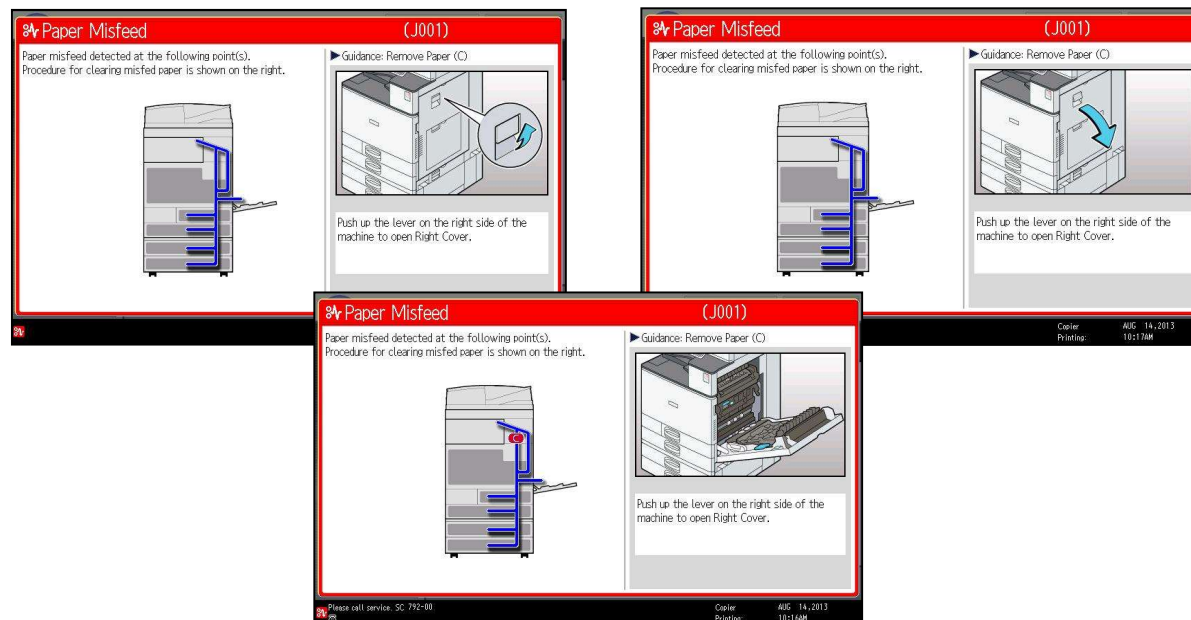 Paper Misfeed (J001)
Paper misfeed detected at the following point(s).
Procedure for clearing misfed paper is shown on the right.
▶Guidance: Remove Paper (C)
Push up the lever on the right side of the
machine to open Right Cover.
Paper Misfeed (J001)
Paper misfeed detected at the following point(s).
Procedure for clearing misfed paper is shown on the right.
▶Guidance: Remove Paper (C)
Push up the lever on the right side of the
machine to open Right Cover.
Copier AUG 14,2013
Printing: 10:17AM
Paper Misfeed (J001)
Paper misfeed detected at the following point(s).
Procedure for clearing misfed paper is shown on the right.
▶Guidance: Remove Paper (C)
C
Push up the lever on the right side of the
machine to open Right Cover.
Please call service. SC 792-00
Copier AUG 14,2013
Printing: 10:16AM